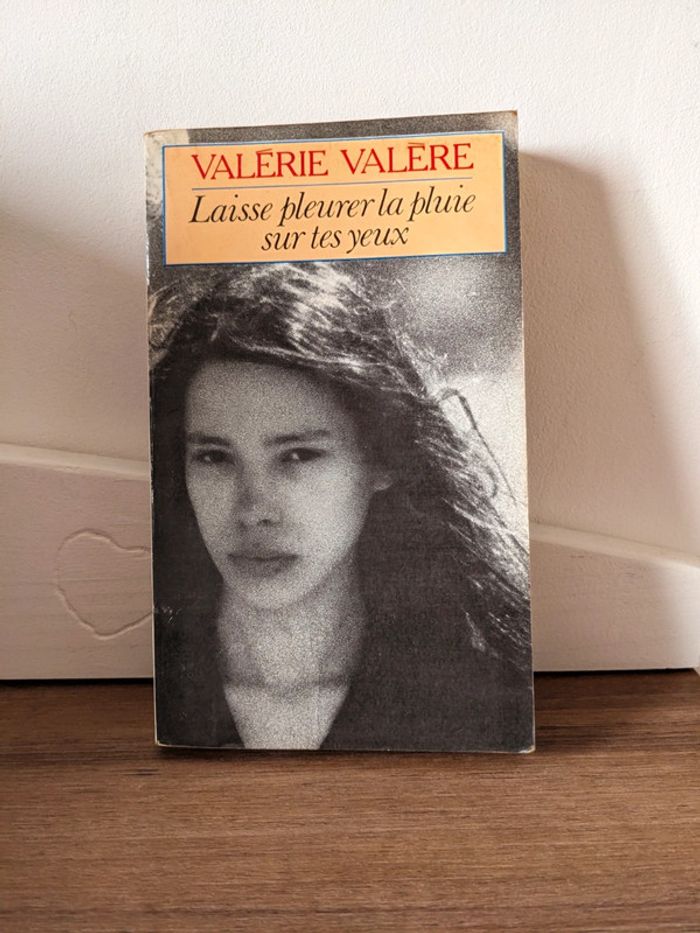 VALÉRIE VALÈRE
Laisse pleurer la pluie
sur tes yeux